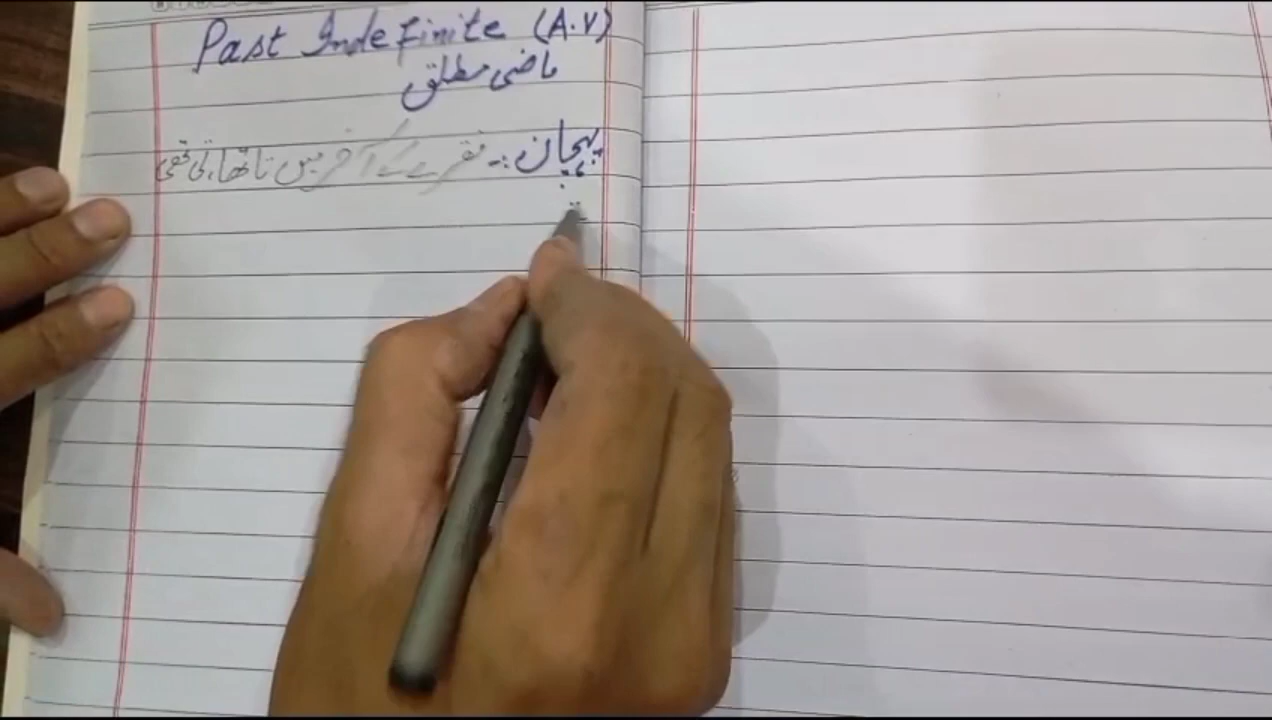 Past Indefinite (A.V)
ماضی مطلق
پہچان :- فقرے کے آخر میں تا تھا، تی تھی